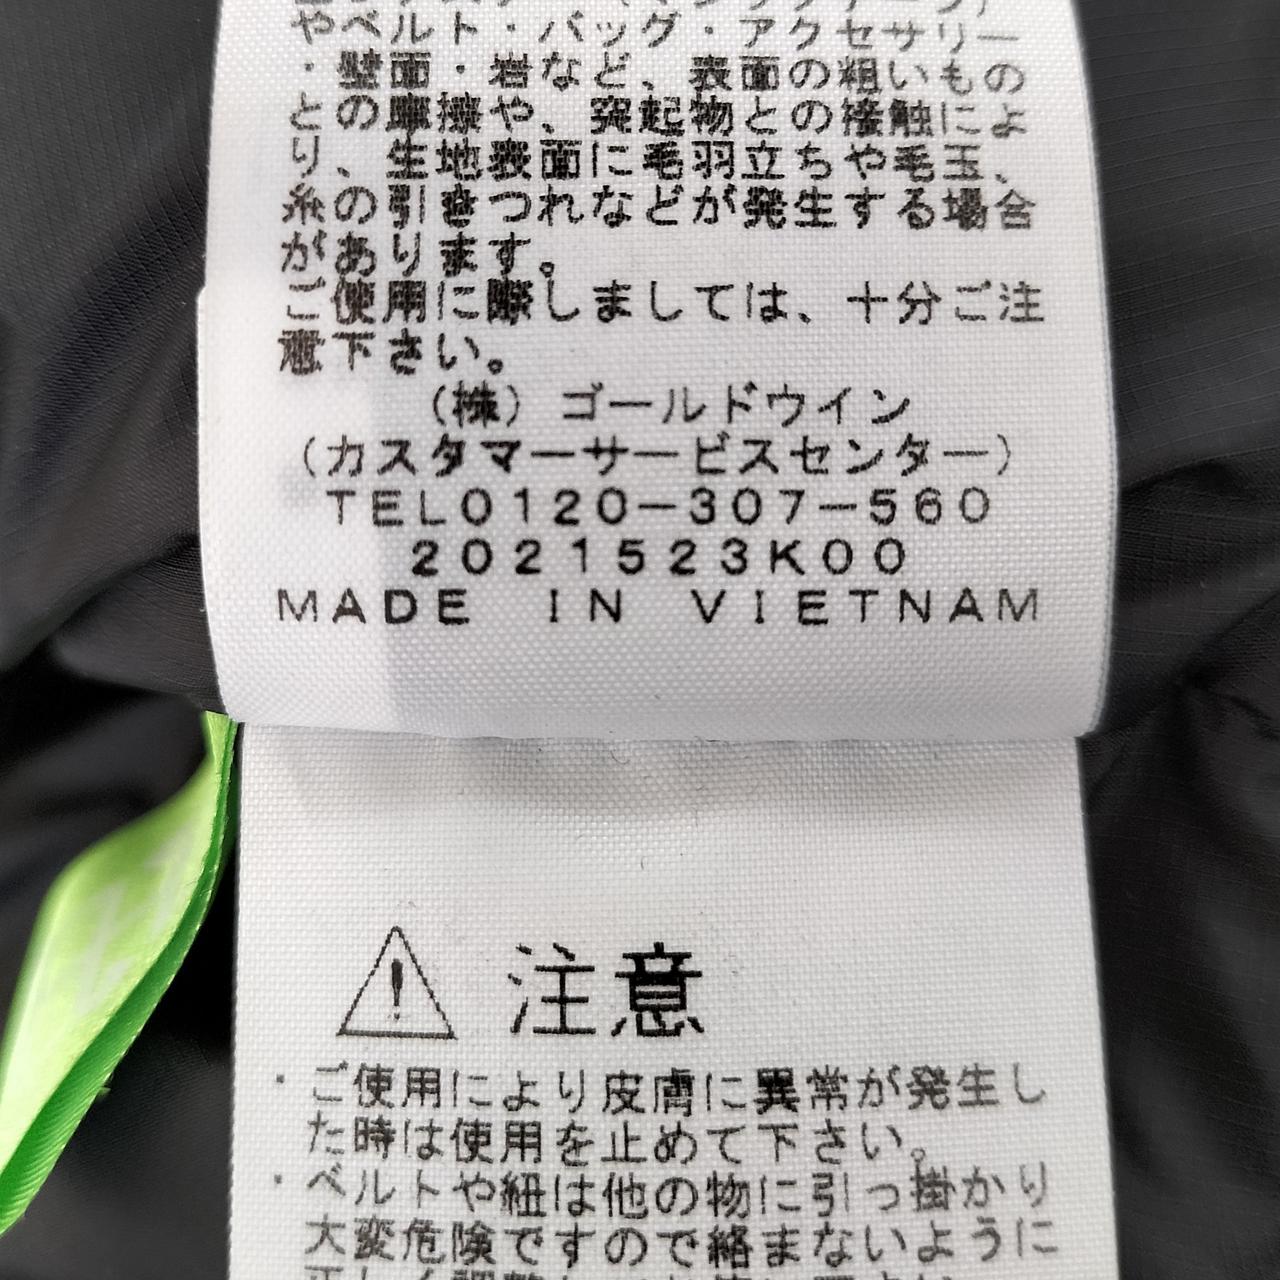 やベルト・バッグ・アクセサリー
・壁面・岩など、表面の粗いもの
との摩擦や、突起物との接触によ
り、生地表面に毛羽立ちや毛玉、
糸の引きつれなどが発生する場合
があります。
ご使用に際しましては、十分ご注
意下さい。
(株)ゴールドウイン
(カスタマーサービスセンター)
TEL0120-307-560
2021523K00
MADE IN VIETNAM
注意
・ご使用により皮膚に異常が発生し
た時は使用を止めて下さい。
・ベルトや紐は他の物に引っ掛かり
大変危険ですので絡まないように